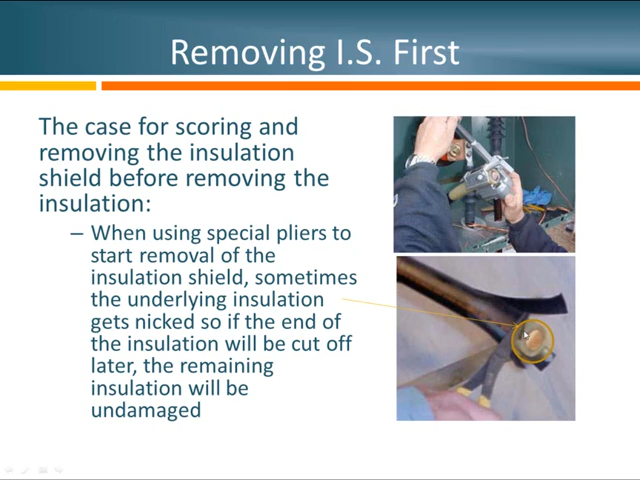 Removing I.S. First
The case for scoring and
removing the insulation
shield before removing the
insulation:
– When using special pliers to
start removal of the
insulation shield, sometimes
the underlying insulation
gets nicked so if the end of
the insulation will be cut off
later, the remaining
insulation will be
undamaged